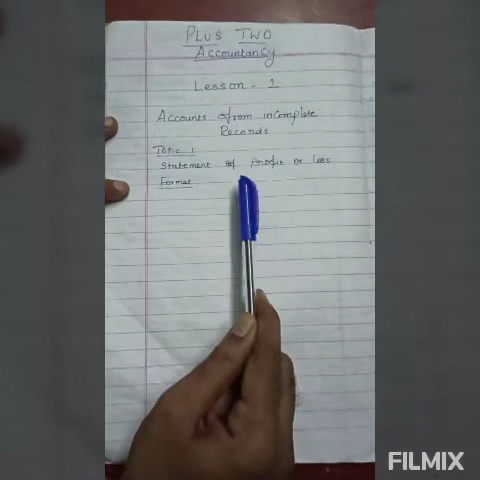 PLUS TWO
Accountancy
Lesson - 1
Accounts from incomplete
Records
Topic 1
Statement of Profit or loss
Format
FILMIX